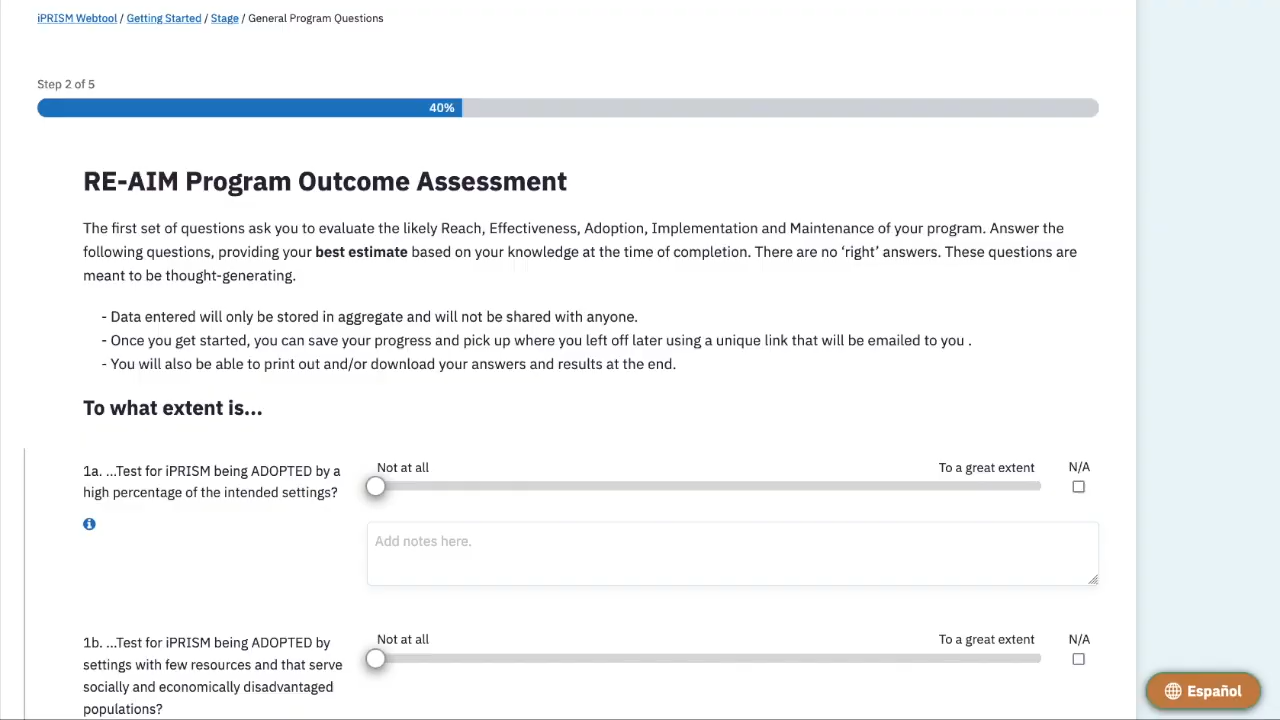 iPRISM Webtool / Getting Started / Stage / General Program Questions
Step 2 of 5
40%
RE-AIM Program Outcome Assessment
The first set of questions ask you to evaluate the likely Reach, Effectiveness, Adoption, Implementation and Maintenance of your program. Answer the
following questions, providing your best estimate based on your knowledge at the time of completion. There are no ‘right’ answers. These questions are
meant to be thought-generating.
- Data entered will only be stored in aggregate and will not be shared with anyone.
- Once you get started, you can save your progress and pick up where you left off later using a unique link that will be emailed to you .
- You will also be able to print out and/or download your answers and results at the end.
To what extent is...
1a. ...Test for iPRISM being ADOPTED by a
high percentage of the intended settings?
Not at all
To a great extent
N/A
Add notes here.
1b. ...Test for iPRISM being ADOPTED by
settings with few resources and that serve
socially and economically disadvantaged
populations?
Not at all
To a great extent
N/A
Español